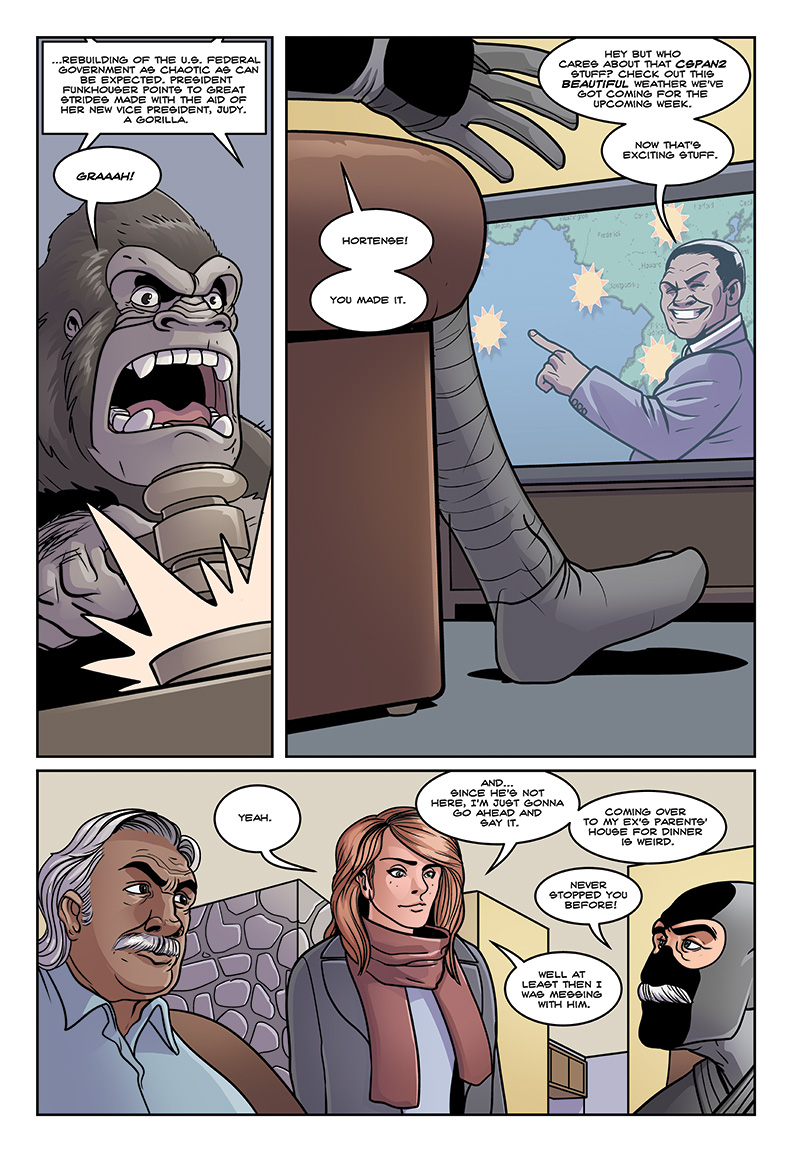 ...REBUILDING OF THE U.S. FEDERAL
GOVERNMENT AS CHAOTIC AS CAN
BE EXPECTED. PRESIDENT
FUNKHOUSER POINTS TO GREAT
STRIDES MADE WITH THE AID OF
HER NEW VICE PRESIDENT, JUDY.
A GORILLA.
GRAAAH!
HEY BUT WHO
CARES ABOUT THAT CSPAN2
STUFF? CHECK OUT THIS
BEAUTIFUL WEATHER WE'VE
GOT COMING FOR THE
UPCOMING WEEK.
NOW THAT'S
EXCITING STUFF.
HORTENSE!
YOU MADE IT.
YEAH.
AND...
SINCE HE'S NOT
HERE, I'M JUST GONNA
GO AHEAD AND
SAY IT.
COMING OVER
TO MY EX'S PARENTS'
HOUSE FOR DINNER
IS WEIRD.
NEVER
STOPPED YOU
BEFORE!
WELL AT
LEAST THEN I
WAS MESSING
WITH HIM.